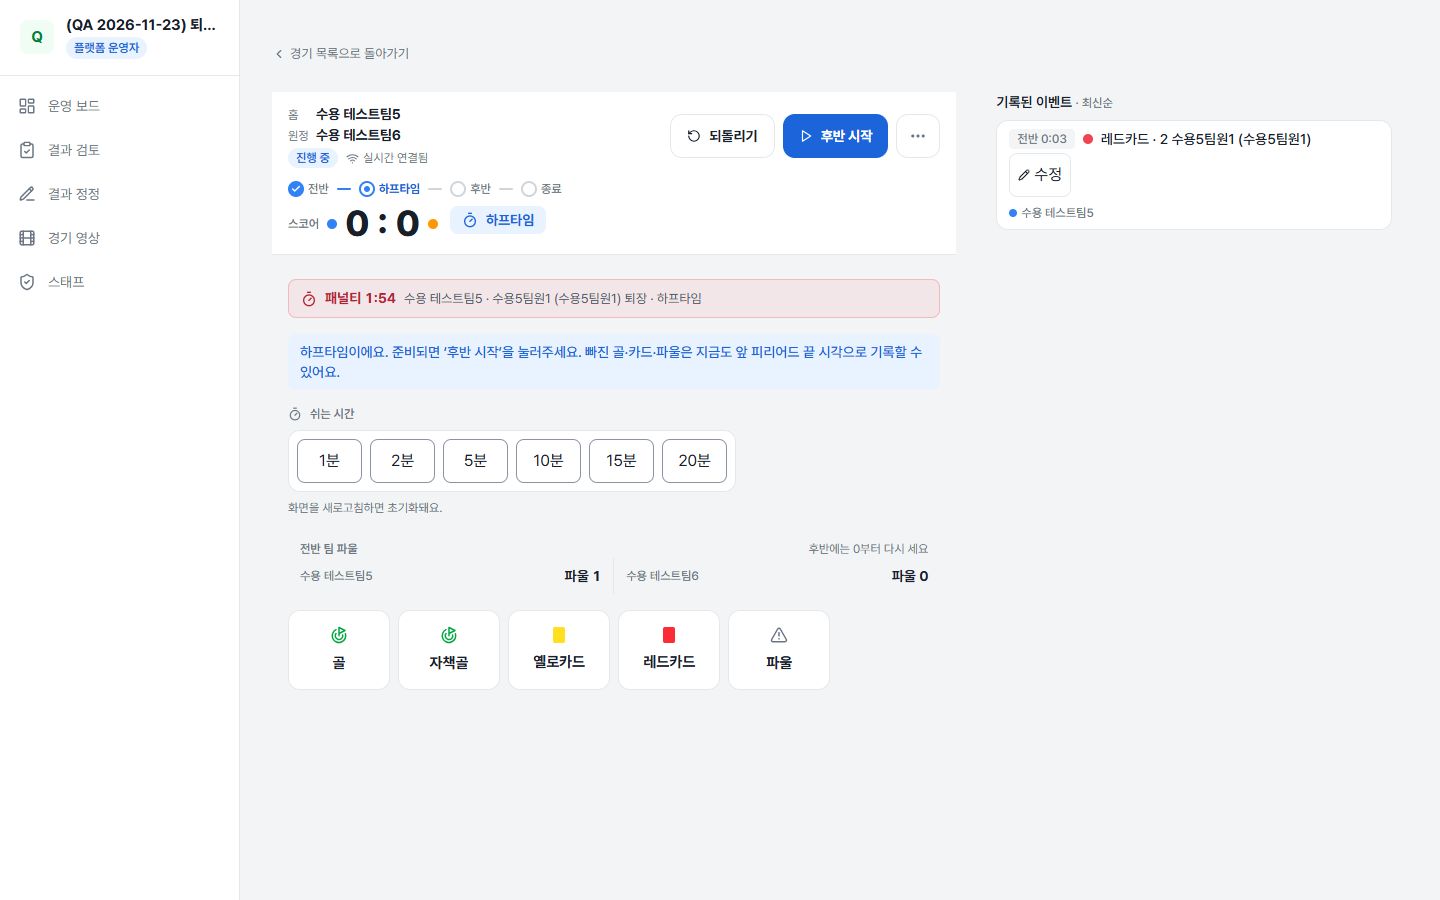 Q
(QA 2026-11-23) 퇴...
플랫폼 운영자
운영 보드
결과 검토
결과 정정
경기 영상
스태프
경기 목록으로 돌아가기
홈 수용 테스트팀5
원정 수용 테스트팀6
진행 중 실시간 연결됨
되돌리기
후반 시작
전반 하프타임 후반 종료
스코어 0 : 0 하프타임
패널티 1:54 수용 테스트팀5 · 수용5팀원1 (수용5팀원1) 퇴장 · 하프타임
하프타임이에요. 준비되면 ‘후반 시작’을 눌러주세요. 빠진 골·카드·파울은 지금도 앞 피리어드 끝 시각으로 기록할 수
있어요.
쉬는 시간
1분 2분 5분 10분 15분 20분
화면을 새로고침하면 초기화돼요.
전반 팀 파울 후반에는 0부터 다시 세요
수용 테스트팀5 파울 1 수용 테스트팀6 파울 0
골 자책골 옐로카드 레드카드 파울
기록된 이벤트 · 최신순
전반 0:03 레드카드 · 2 수용5팀원1 (수용5팀원1)
수정
수용 테스트팀5